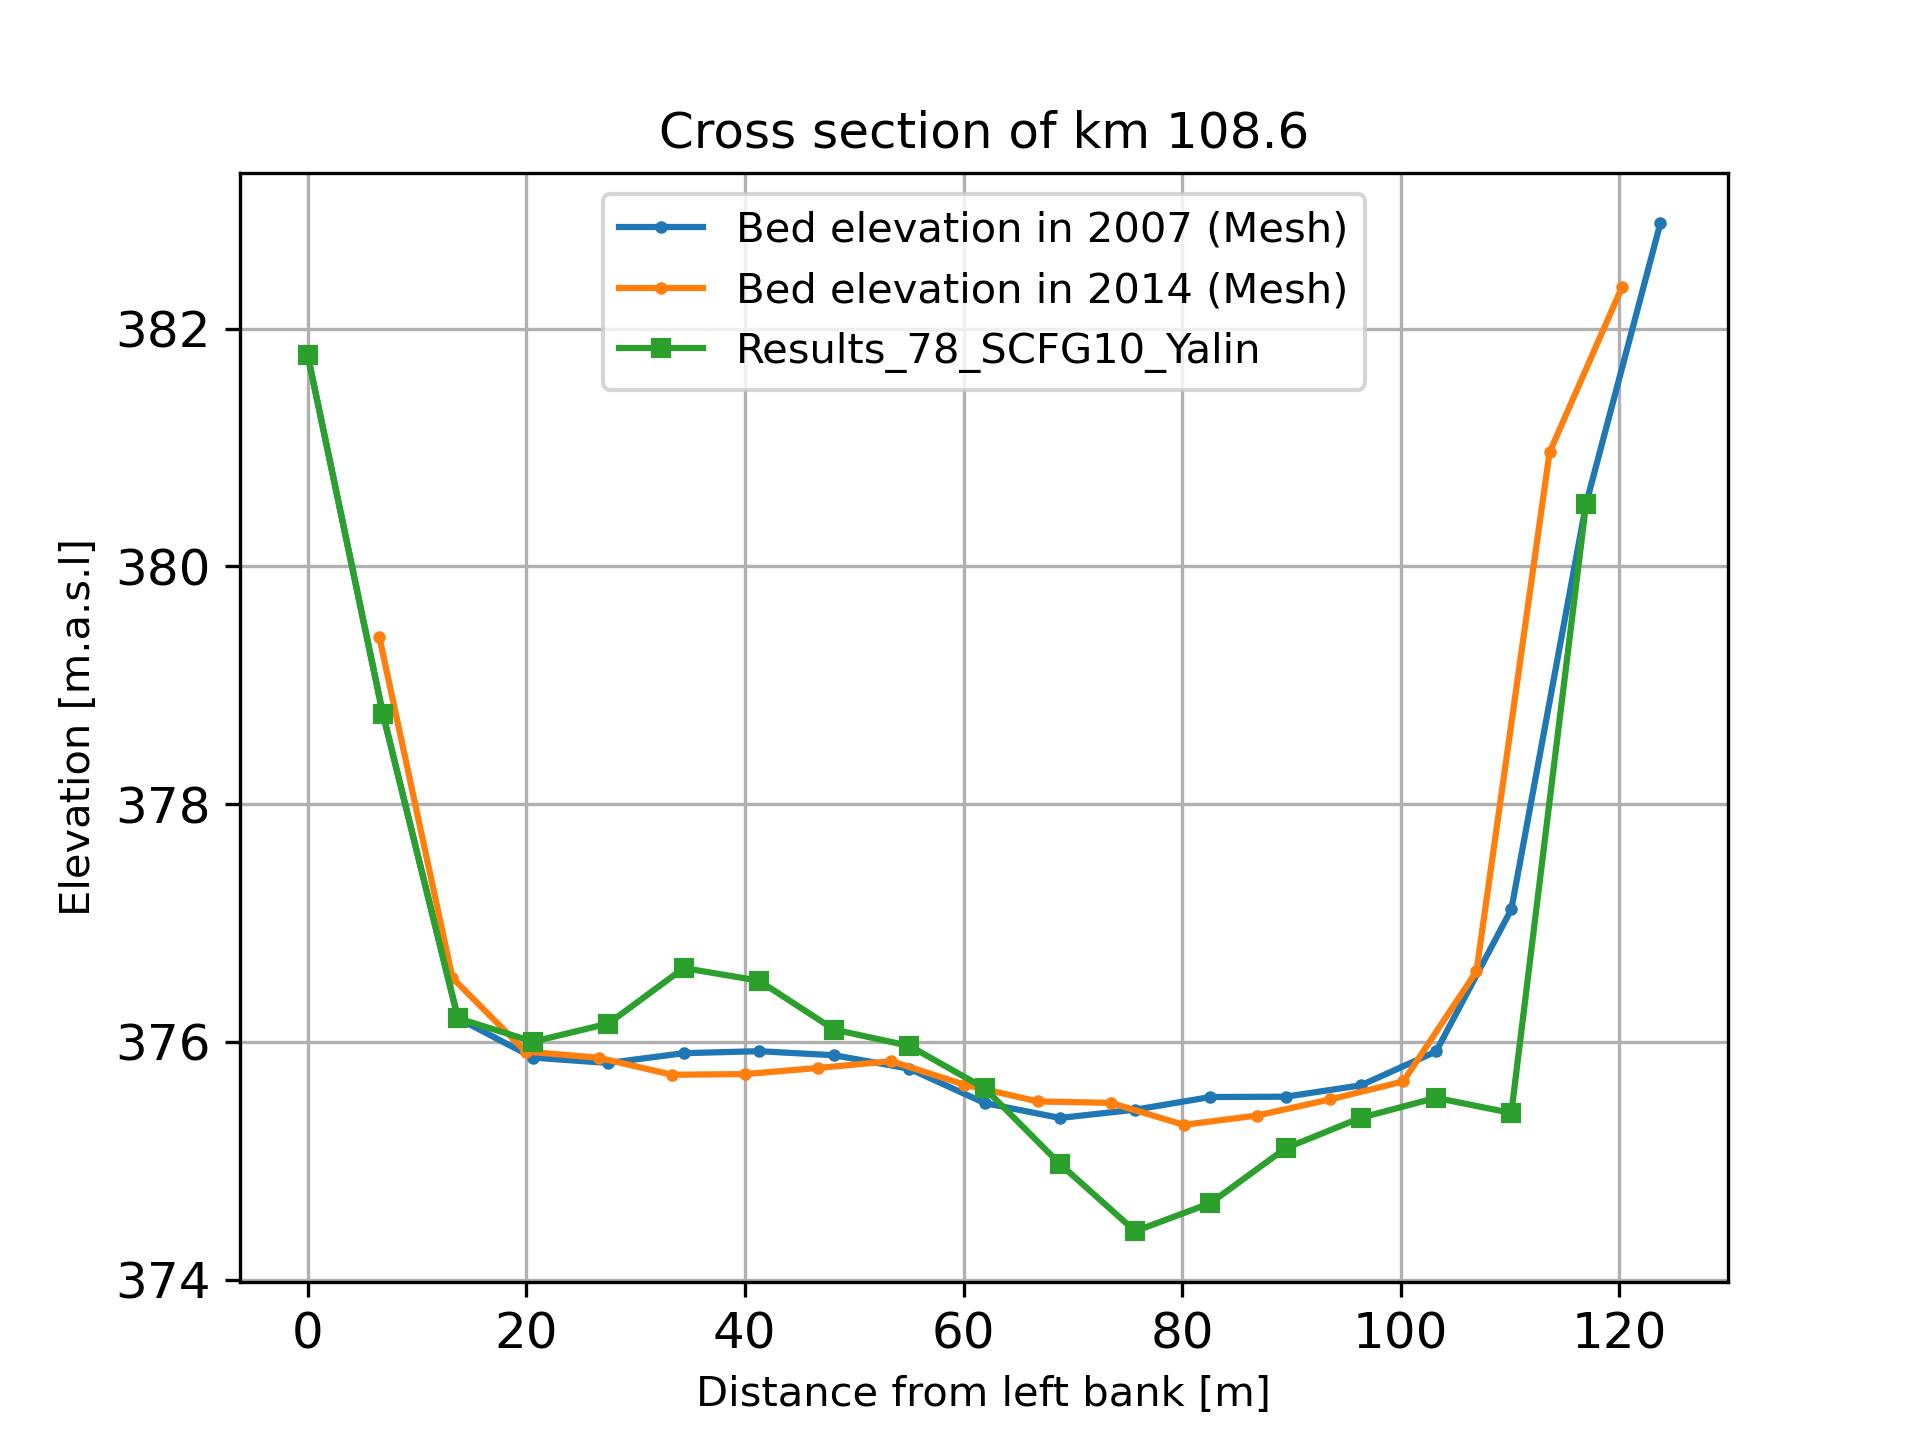 Cross section of km 108.6
Bed elevation in 2007 (Mesh)
Bed elevation in 2014 (Mesh)
Results_78_SCFG10_Yalin
Elevation [m.a.s.l]
382
380
378
376
374
0 20 40 60 80 100 120
Distance from left bank [m]